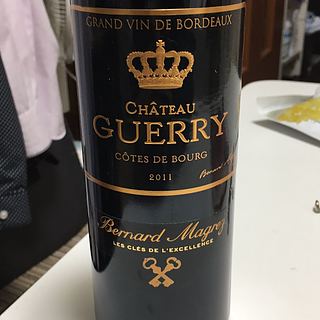 GRAND VIN DE BORDEAUX
CHÂTEAU
GUERRY
CÔTES DE BOURG
2011
Bernard Magrez
LES CLÉS DE L'EXCELLENCE